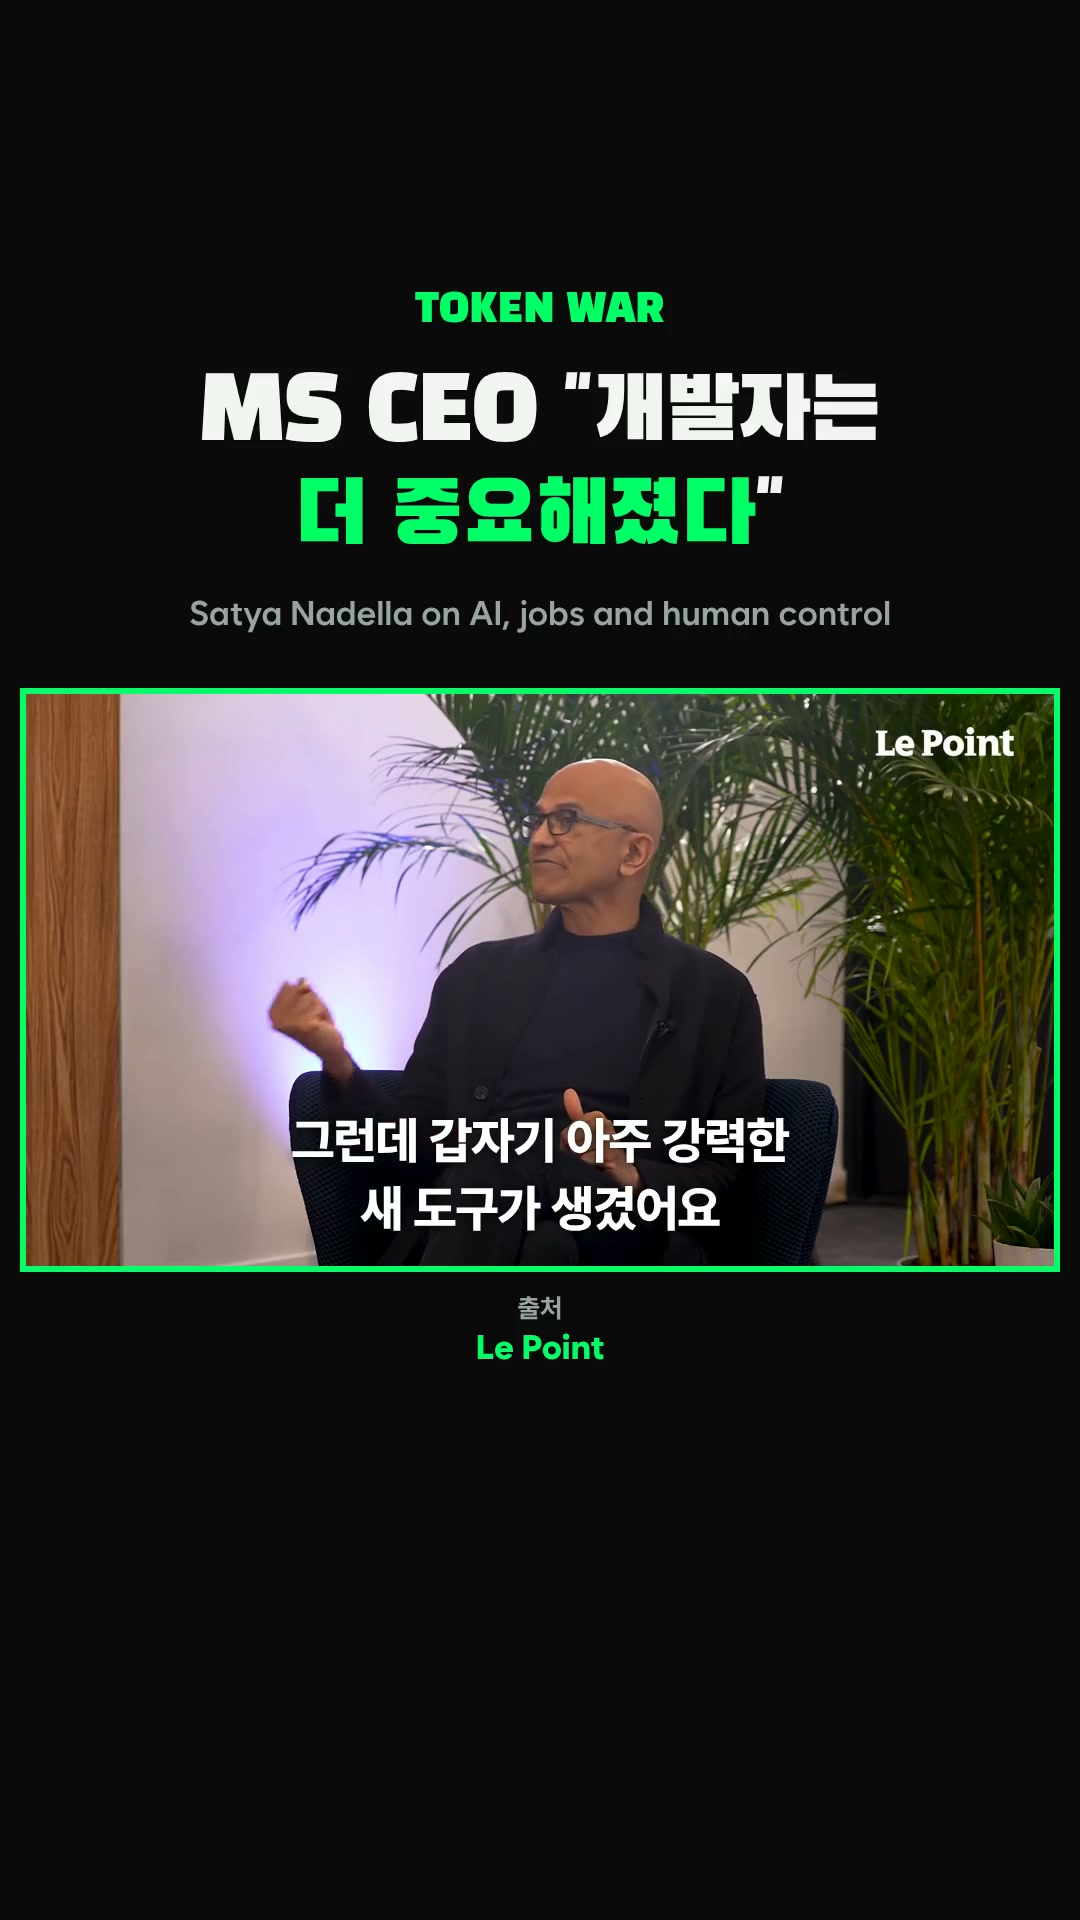 TOKEN WAR
MS CEO "개발자는
더 중요해졌다"
Satya Nadella on AI, jobs and human control
Le Point
그런데 갑자기 아주 강력한
새 도구가 생겼어요
출처
Le Point